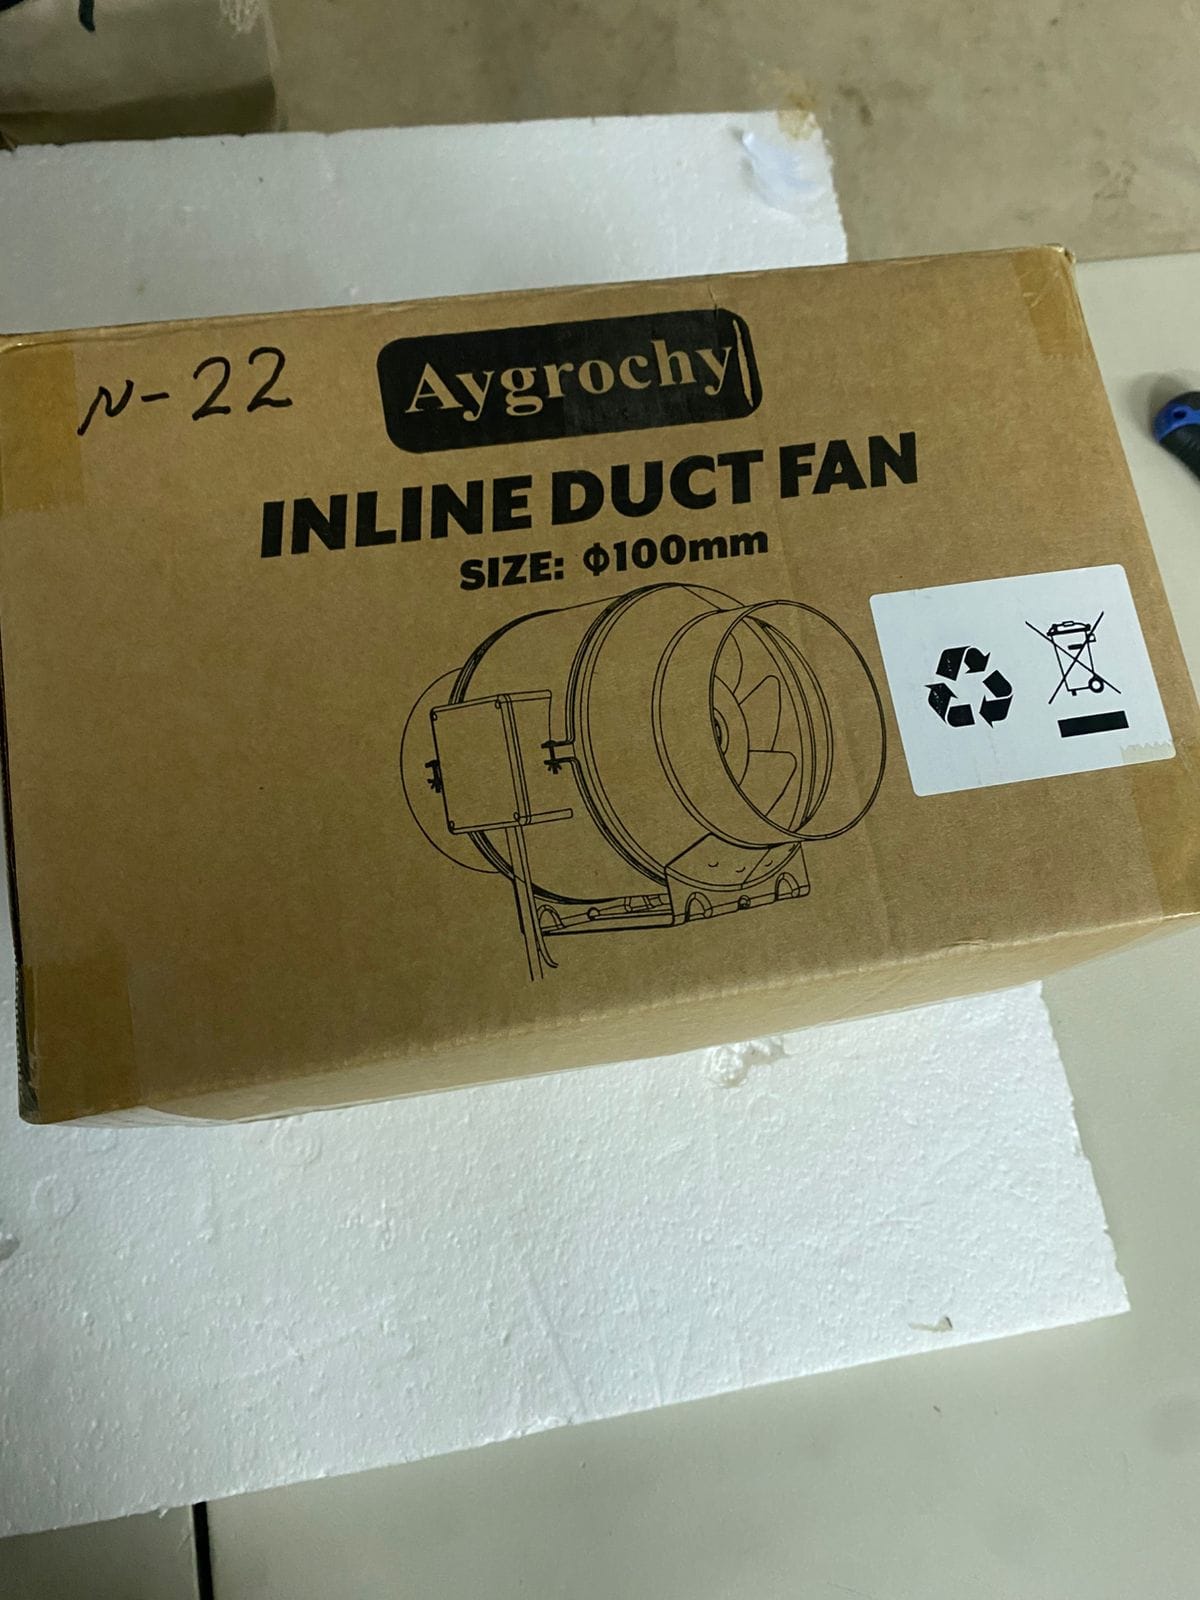 N-22
Aygrochy
INLINE DUCT FAN
SIZE: Φ100mm